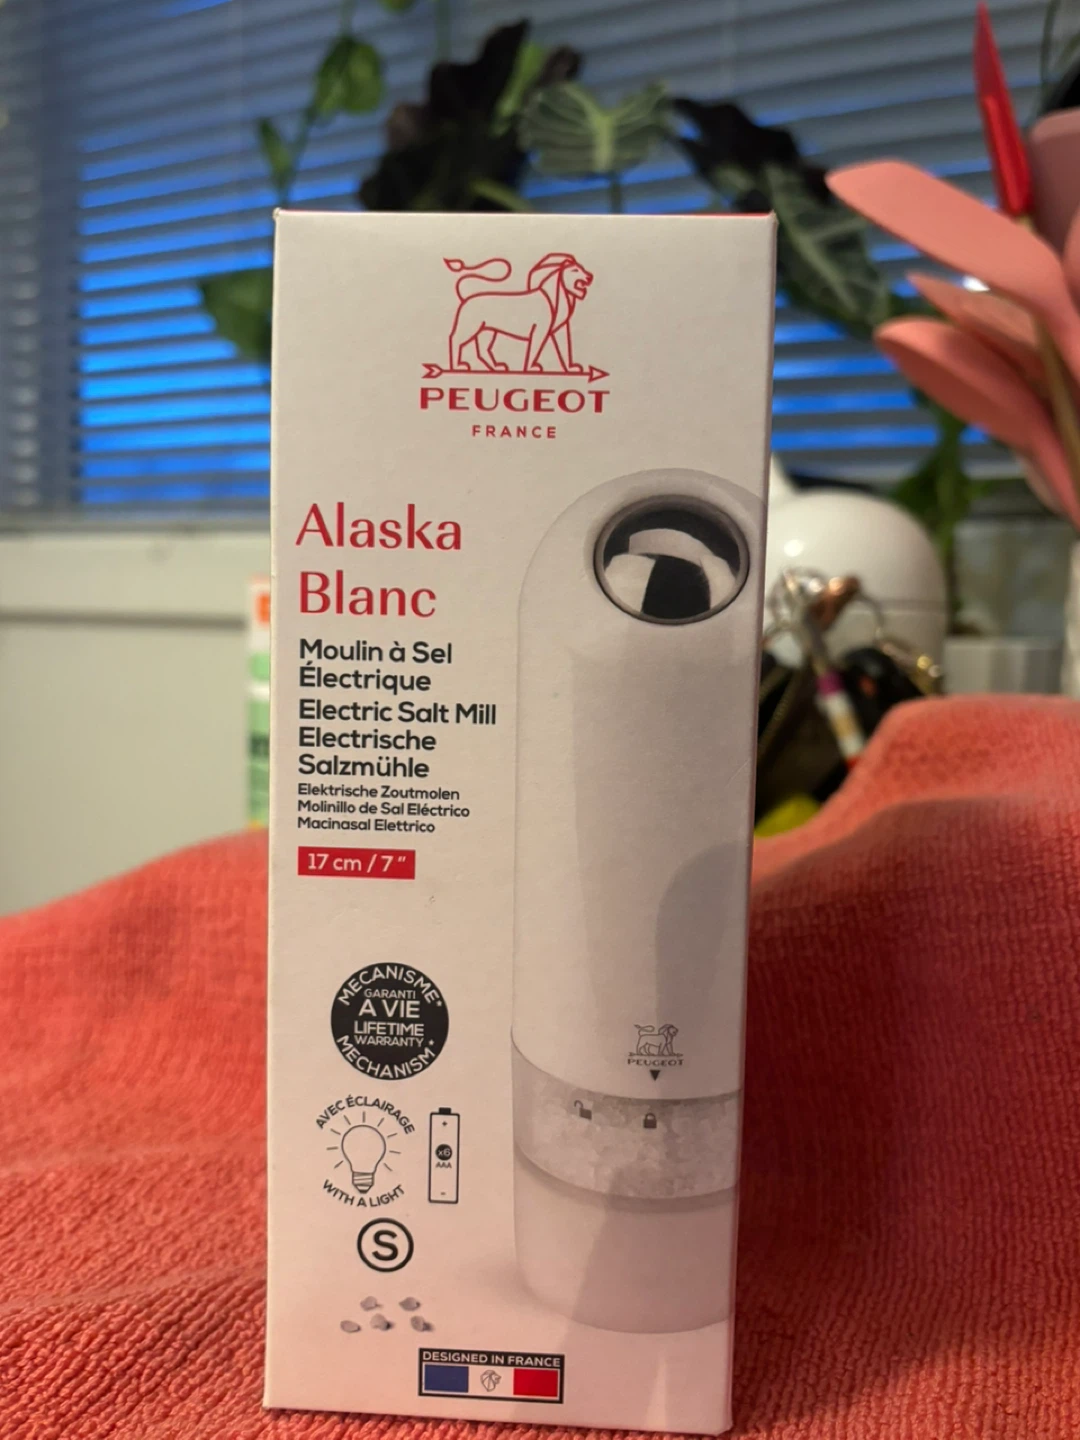 PEUGEOT
FRANCE
Alaska
Blanc
Moulin à Sel
Électrique
Electric Salt Mill
Electrische
Salzmühle
Elektrische Zoutmolen
Molinillo de Sal Eléctrico
Macinasal Elettrico
17 cm / 7"
MECANISME*
GARANTI
A VIE
LIFETIME
WARRANTY
MECHANISM*
AVEC ÉCLAIRAGE
WITH A LIGHT
+
x6
AAA
-
S
PEUGEOT
DESIGNED IN FRANCE